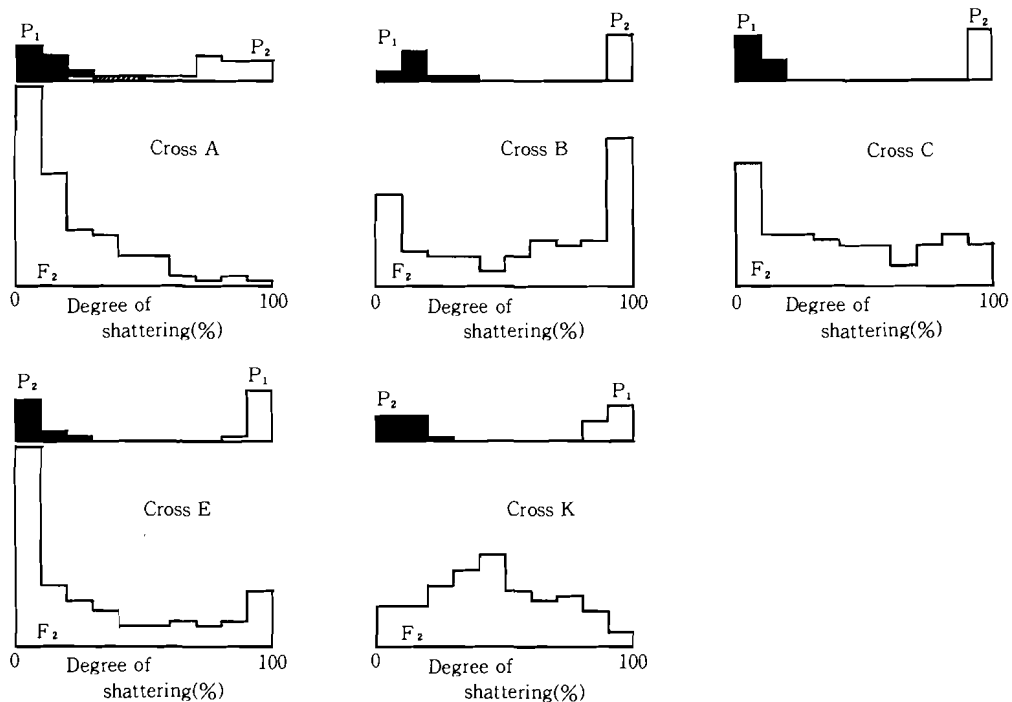 P₁ P₂
Cross A
F₂
0 Degree of shattering(%) 100
P₁ P₂
Cross B
F₂
0 Degree of shattering(%) 100
P₁ P₂
Cross C
F₂
0 Degree of shattering(%) 100
P₂ P₁
Cross E
F₂
0 Degree of shattering(%) 100
P₂ P₁
Cross K
F₂
0 Degree of shattering(%) 100